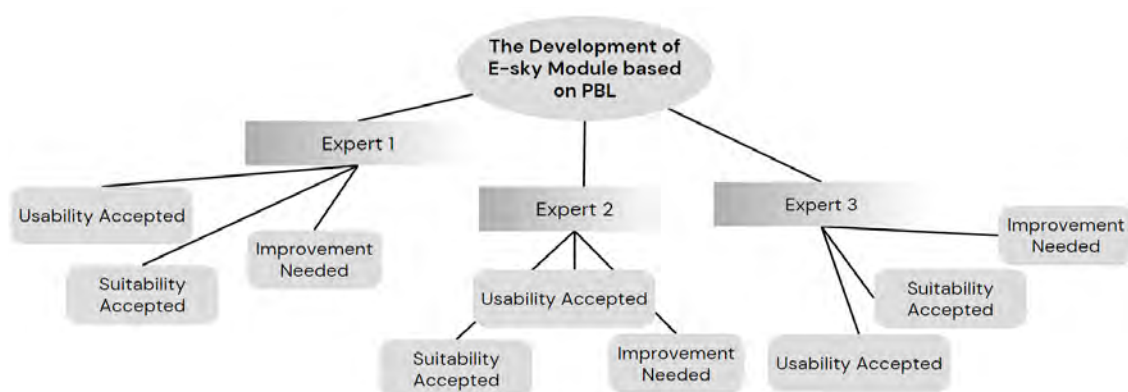 The Development of
E-sky Module based
on PBL
Expert 1
Usability Accepted
Suitability
Accepted
Improvement
Needed
Expert 2
Usability Accepted
Suitability
Accepted
Improvement
Needed
Expert 3
Improvement
Needed
Suitability
Accepted
Usability Accepted